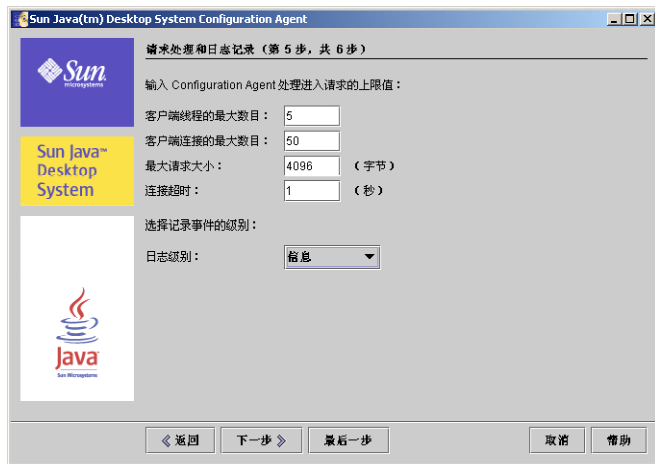 Sun Java(tm) Desktop System Configuration Agent
Sun
microsystems
Sun Java™
Desktop
System
Java
Sun Microsystems
请求处理和日志记录（第 5 步，共 6 步）
输入 Configuration Agent 处理进入请求的上限值：
客户端线程的最大数目： 5
客户端连接的最大数目： 50
最大请求大小： 4096 （字节）
连接超时： 1 （秒）
选择记录事件的级别：
日志级别： 信息
返回 下一步 最后一步 取消 帮助